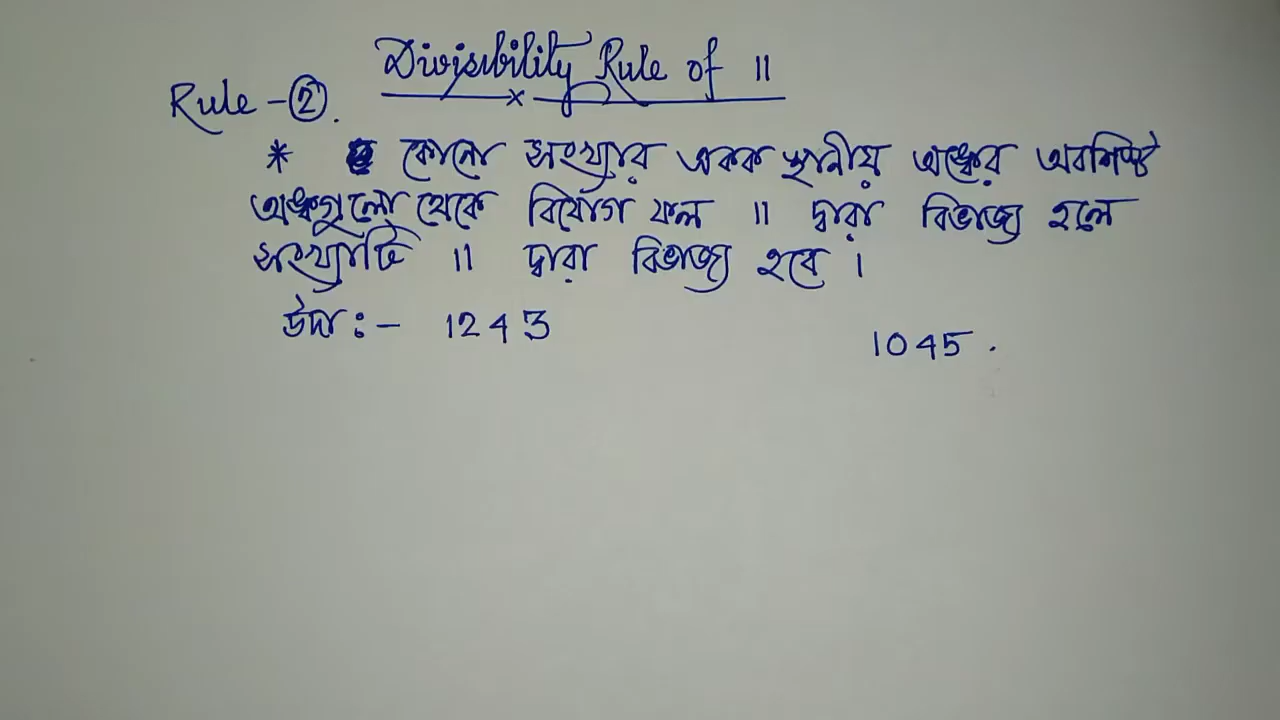 Divisibility Rule of 11
Rule - ②.
* কোনো সংখ্যার একক স্থানীয় অঙ্কের অবশিষ্ট
অঙ্কগুলো থেকে বিয়োগ ফল 11 দ্বারা বিভাজ্য হলে
সংখ্যাটি 11 দ্বারা বিভাজ্য হবে ।
উদাঃ- 1243 1045.